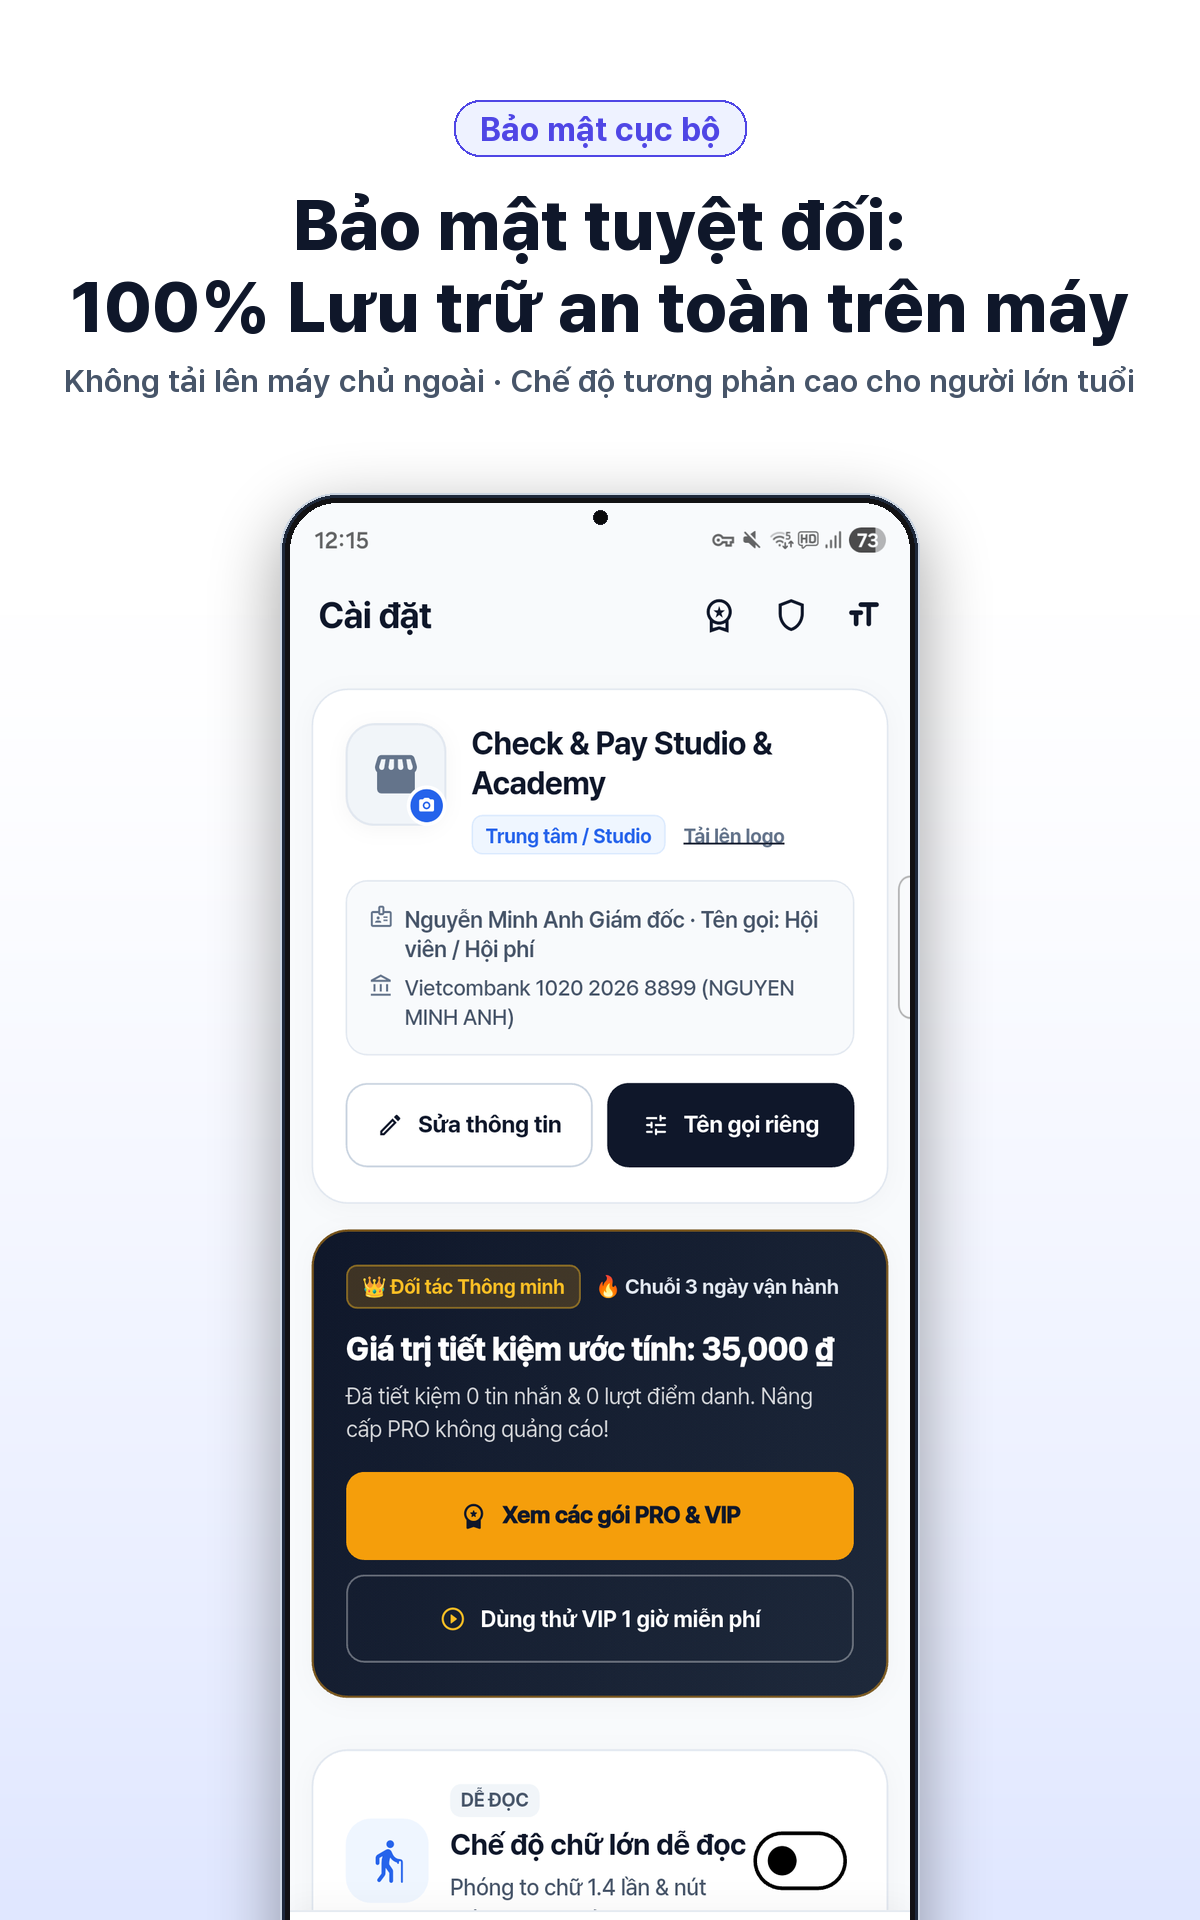 Bảo mật cục bộ
Bảo mật tuyệt đối:
100% Lưu trữ an toàn trên máy
Không tải lên máy chủ ngoài · Chế độ tương phản cao cho người lớn tuổi
12:15
HD
73
Cài đặt
Check & Pay Studio &
Academy
Trung tâm / Studio Tải lên logo
Nguyễn Minh Anh Giám đốc · Tên gọi: Hội
viên / Hội phí
Vietcombank 1020 2026 8899 (NGUYEN
MINH ANH)
Sửa thông tin
Tên gọi riêng
👑 Đối tác Thông minh 🔥 Chuỗi 3 ngày vận hành
Giá trị tiết kiệm ước tính: 35,000 ₫
Đã tiết kiệm 0 tin nhắn & 0 lượt điểm danh. Nâng
cấp PRO không quảng cáo!
Xem các gói PRO & VIP
Dùng thử VIP 1 giờ miễn phí
DỄ ĐỌC
Chế độ chữ lớn dễ đọc
Phóng to chữ 1.4 lần & nút